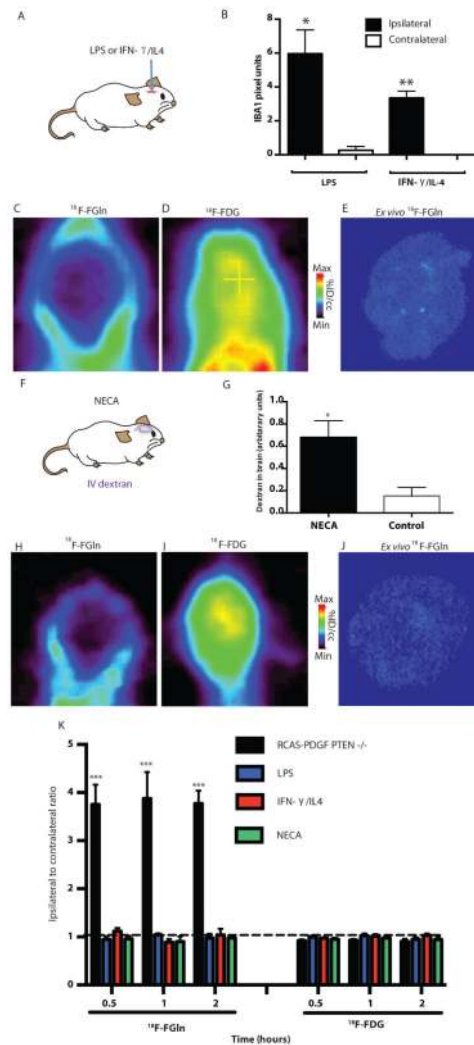 A
LPS or IFN- γ/IL4
B
IBA1 pixel units
8
6
4
2
0
*
**
Ipsilateral
Contralateral
LPS
IFN- γ/IL-4
C
¹⁸F-FGln
D
¹⁸F-FDG
Max
%ID/cc
Min
E
Ex vivo ¹⁸F-FGln
F
NECA
IV dextran
G
Dextran in brain (arbitarary units)
1.0
0.8
0.6
0.4
0.2
0.0
*
NECA
Control
H
¹⁸F-FGln
I
¹⁸F-FDG
Max
%ID/cc
Min
J
Ex vivo ¹⁸F-FGln
K
Ipsilateral to contralateral ratio
5
4
3
2
1
0
***
***
***
RCAS-PDGF PTEN -/-
LPS
IFN- γ/IL4
NECA
0.5
1
2
0.5
1
2
¹⁸F-FGln
¹⁸F-FDG
Time (hours)